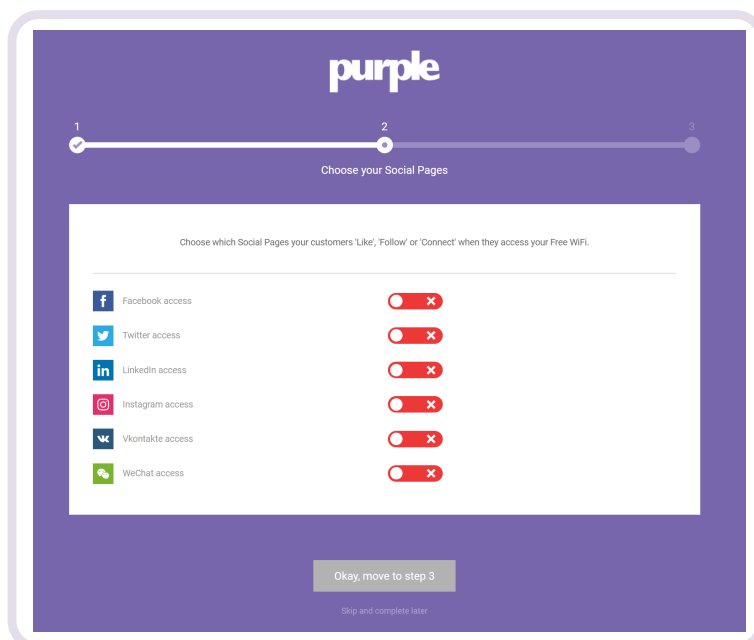 purple
1 2 3
Choose your Social Pages
Choose which Social Pages your customers 'Like', 'Follow' or 'Connect' when they access your Free WiFi.
Facebook access
Twitter access
LinkedIn access
Instagram access
Vkontakte access
WeChat access
Okay, move to step 3
Skip and complete later